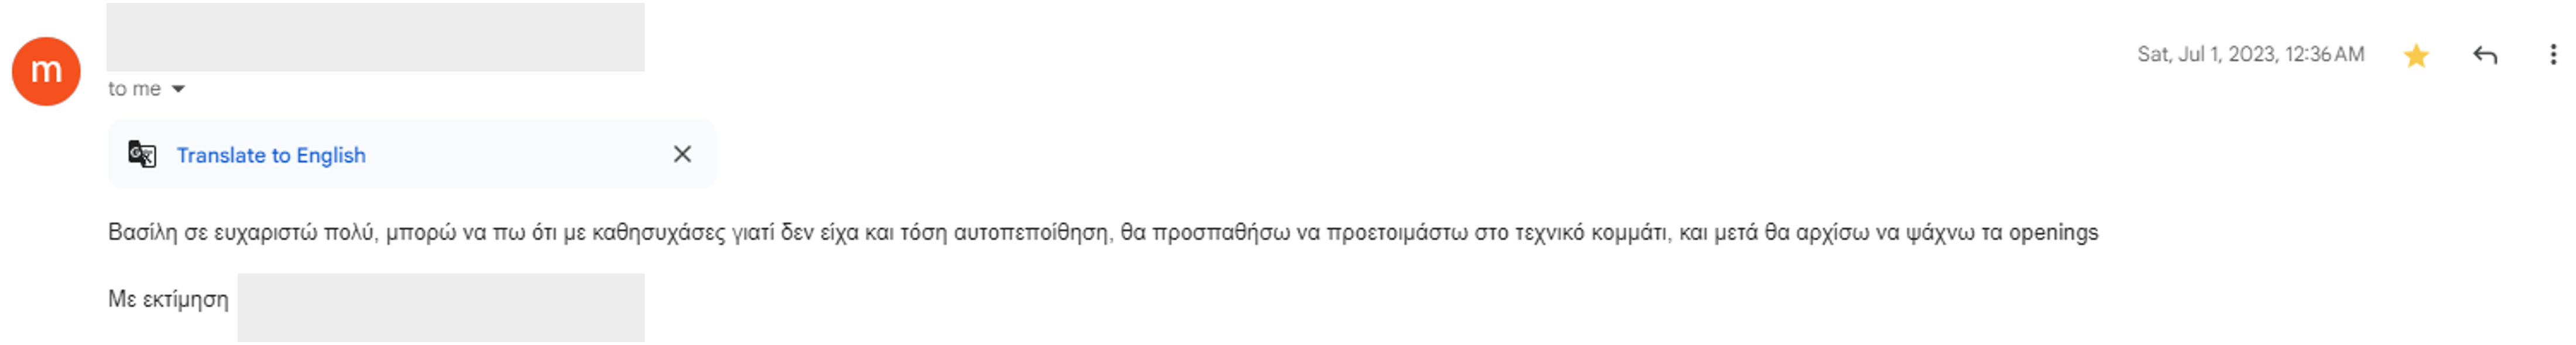 m
Sat, Jul 1, 2023, 12:36 AM
to me
Translate to English
Βασίλη σε ευχαριστώ πολύ, μπορώ να πω ότι με καθησυχάσες γιατί δεν είχα και τόση αυτοπεποίθηση, θα προσπαθήσω να προετοιμάστω στο τεχνικό κομμάτι, και μετά θα αρχίσω να ψάχνω τα openings
Με εκτίμηση